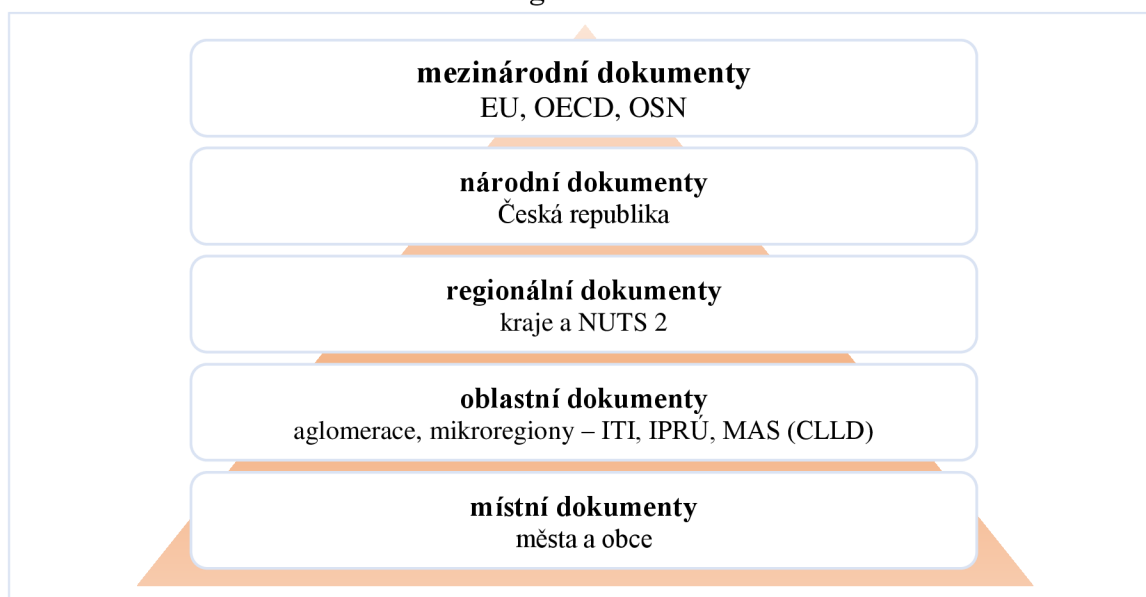 mezinárodní dokumenty
EU, OECD, OSN
národní dokumenty
Česká republika
regionální dokumenty
kraje a NUTS 2
oblastní dokumenty
aglomerace, mikroregiony – ITI, IPRÚ, MAS (CLLD)
místní dokumenty
města a obce